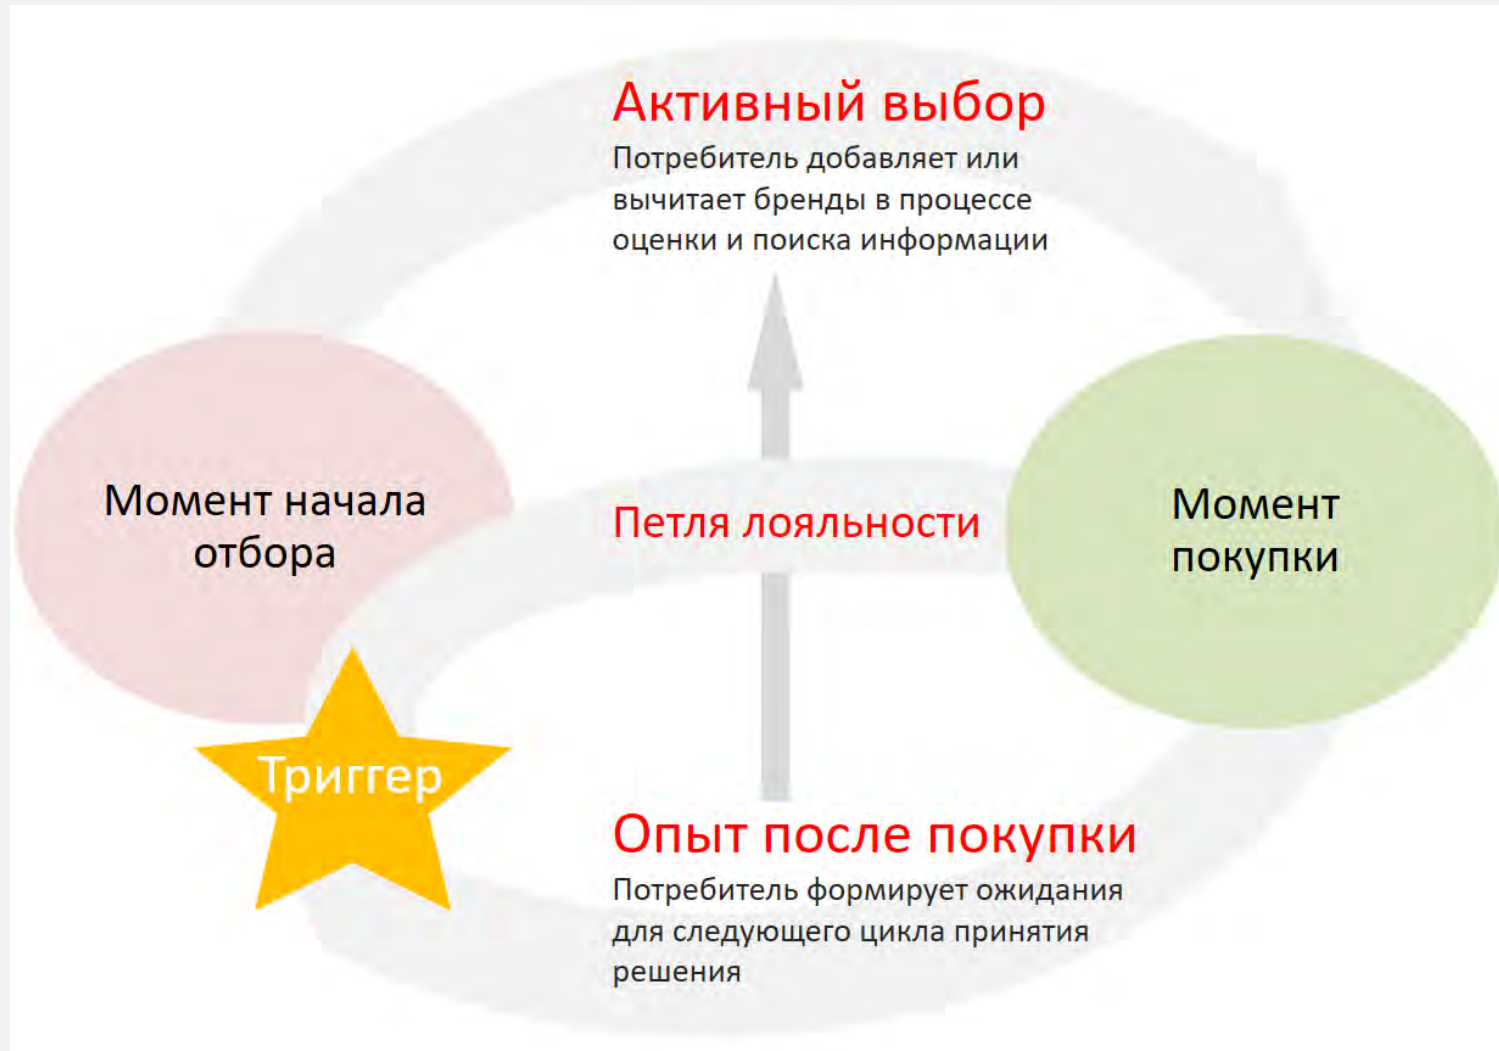 Активный выбор
Потребитель добавляет или
вычитает бренды в процессе
оценки и поиска информации
Момент начала
отбора
Петля лояльности
Момент
покупки
Триггер
Опыт после покупки
Потребитель формирует ожидания
для следующего цикла принятия
решения